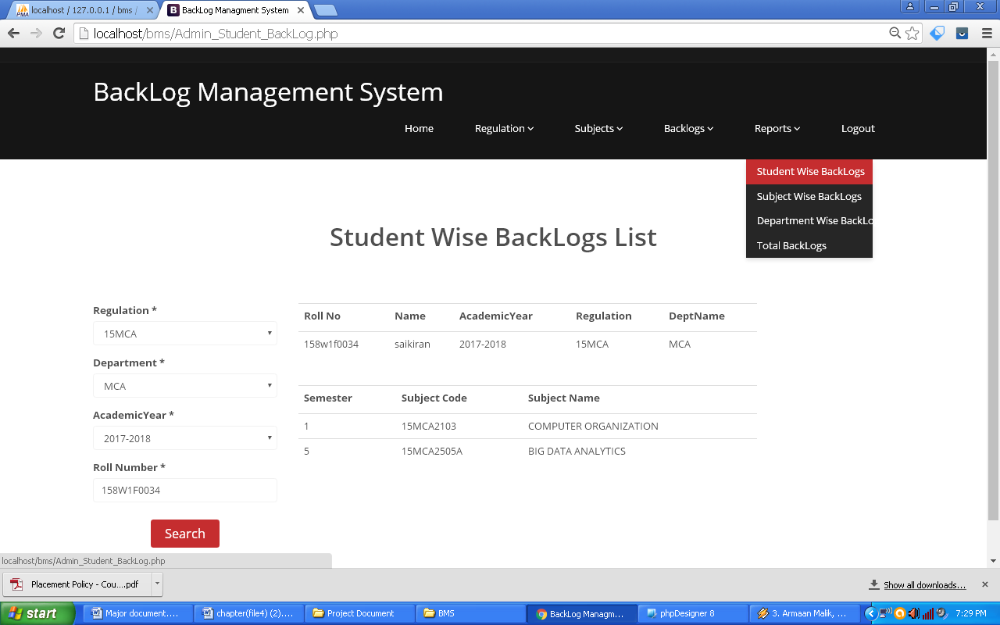 localhost / 127.0.0.1 / bms /
BackLog Managment System
localhost/bms/Admin_Student_BackLog.php
BackLog Management System
Home Regulation Subjects Backlogs Reports Logout
Student Wise BackLogs
Subject Wise BackLogs
Department Wise BackLo
Total BackLogs
Student Wise BackLogs List
Regulation *
15MCA
Department *
MCA
AcademicYear *
2017-2018
Roll Number *
158W1F0034
Search
Roll No Name AcademicYear Regulation DeptName
158w1f0034 saikiran 2017-2018 15MCA MCA
Semester Subject Code Subject Name
1 15MCA2103 COMPUTER ORGANIZATION
5 15MCA2505A BIG DATA ANALYTICS
localhost/bms/Admin_Student_BackLog.php
Placement Policy - Cou....pdf
Show all downloads...
start Major document.... chapter(file4) (2).... Project Document BMS BackLog Managm... phpDesigner 8 3. Armaan Malik, ... 7:29 PM